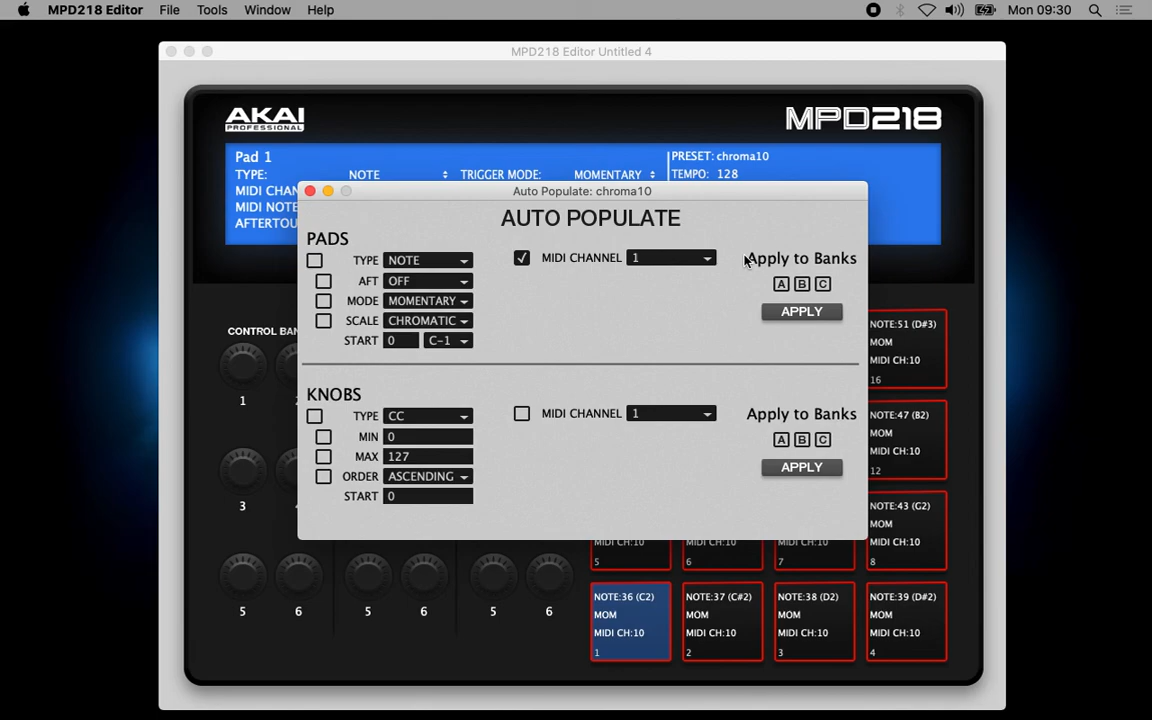 MPD218 Editor File Tools Window Help Mon 09:30
MPD218 Editor Untitled 4
AKAI PROFESSIONAL
MPD218
Pad 1
TYPE: NOTE TRIGGER MODE: MOMENTARY
MIDI CHAN
MIDI NOTE
AFTERTOU
PRESET: chroma10
TEMPO: 128
Auto Populate: chroma10
AUTO POPULATE
PADS
TYPE NOTE
AFT OFF
MODE MOMENTARY
SCALE CHROMATIC
START 0 C-1
MIDI CHANNEL 1
Apply to Banks
A B C
APPLY
KNOBS
TYPE CC
MIN 0
MAX 127
ORDER ASCENDING
START 0
MIDI CHANNEL 1
Apply to Banks
A B C
APPLY
CONTROL BAN
1
3
5 6 5 6 5 6
NOTE:51 (D#3)
MOM
MIDI CH:10
16
NOTE:47 (B2)
MOM
MIDI CH:10
12
NOTE:43 (G2)
MOM
MIDI CH:10
8
MIDI CH:10
5
MIDI CH:10
6
MIDI CH:10
7
NOTE:36 (C2)
MOM
MIDI CH:10
1
NOTE:37 (C#2)
MOM
MIDI CH:10
2
NOTE:38 (D2)
MOM
MIDI CH:10
3
NOTE:39 (D#2)
MOM
MIDI CH:10
4